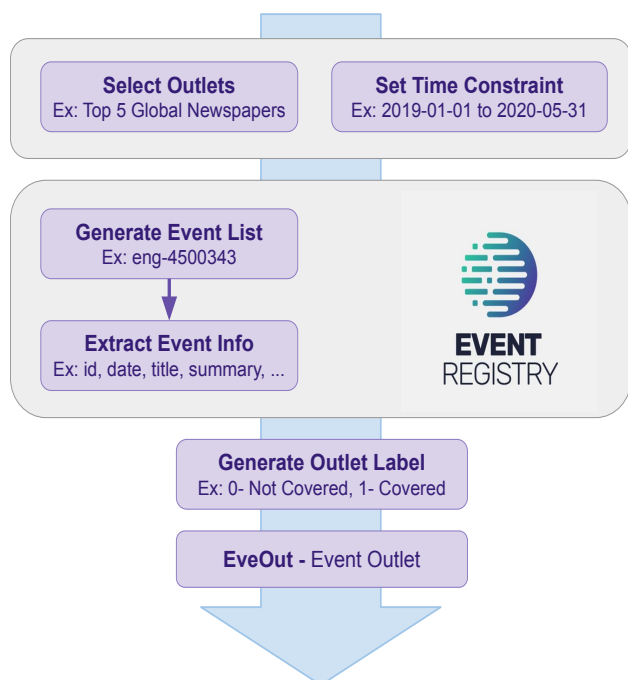 Select Outlets
Ex: Top 5 Global Newspapers
Set Time Constraint
Ex: 2019-01-01 to 2020-05-31
Generate Event List
Ex: eng-4500343
Extract Event Info
Ex: id, date, title, summary, ...
EVENT
REGISTRY
Generate Outlet Label
Ex: 0- Not Covered, 1- Covered
EveOut - Event Outlet